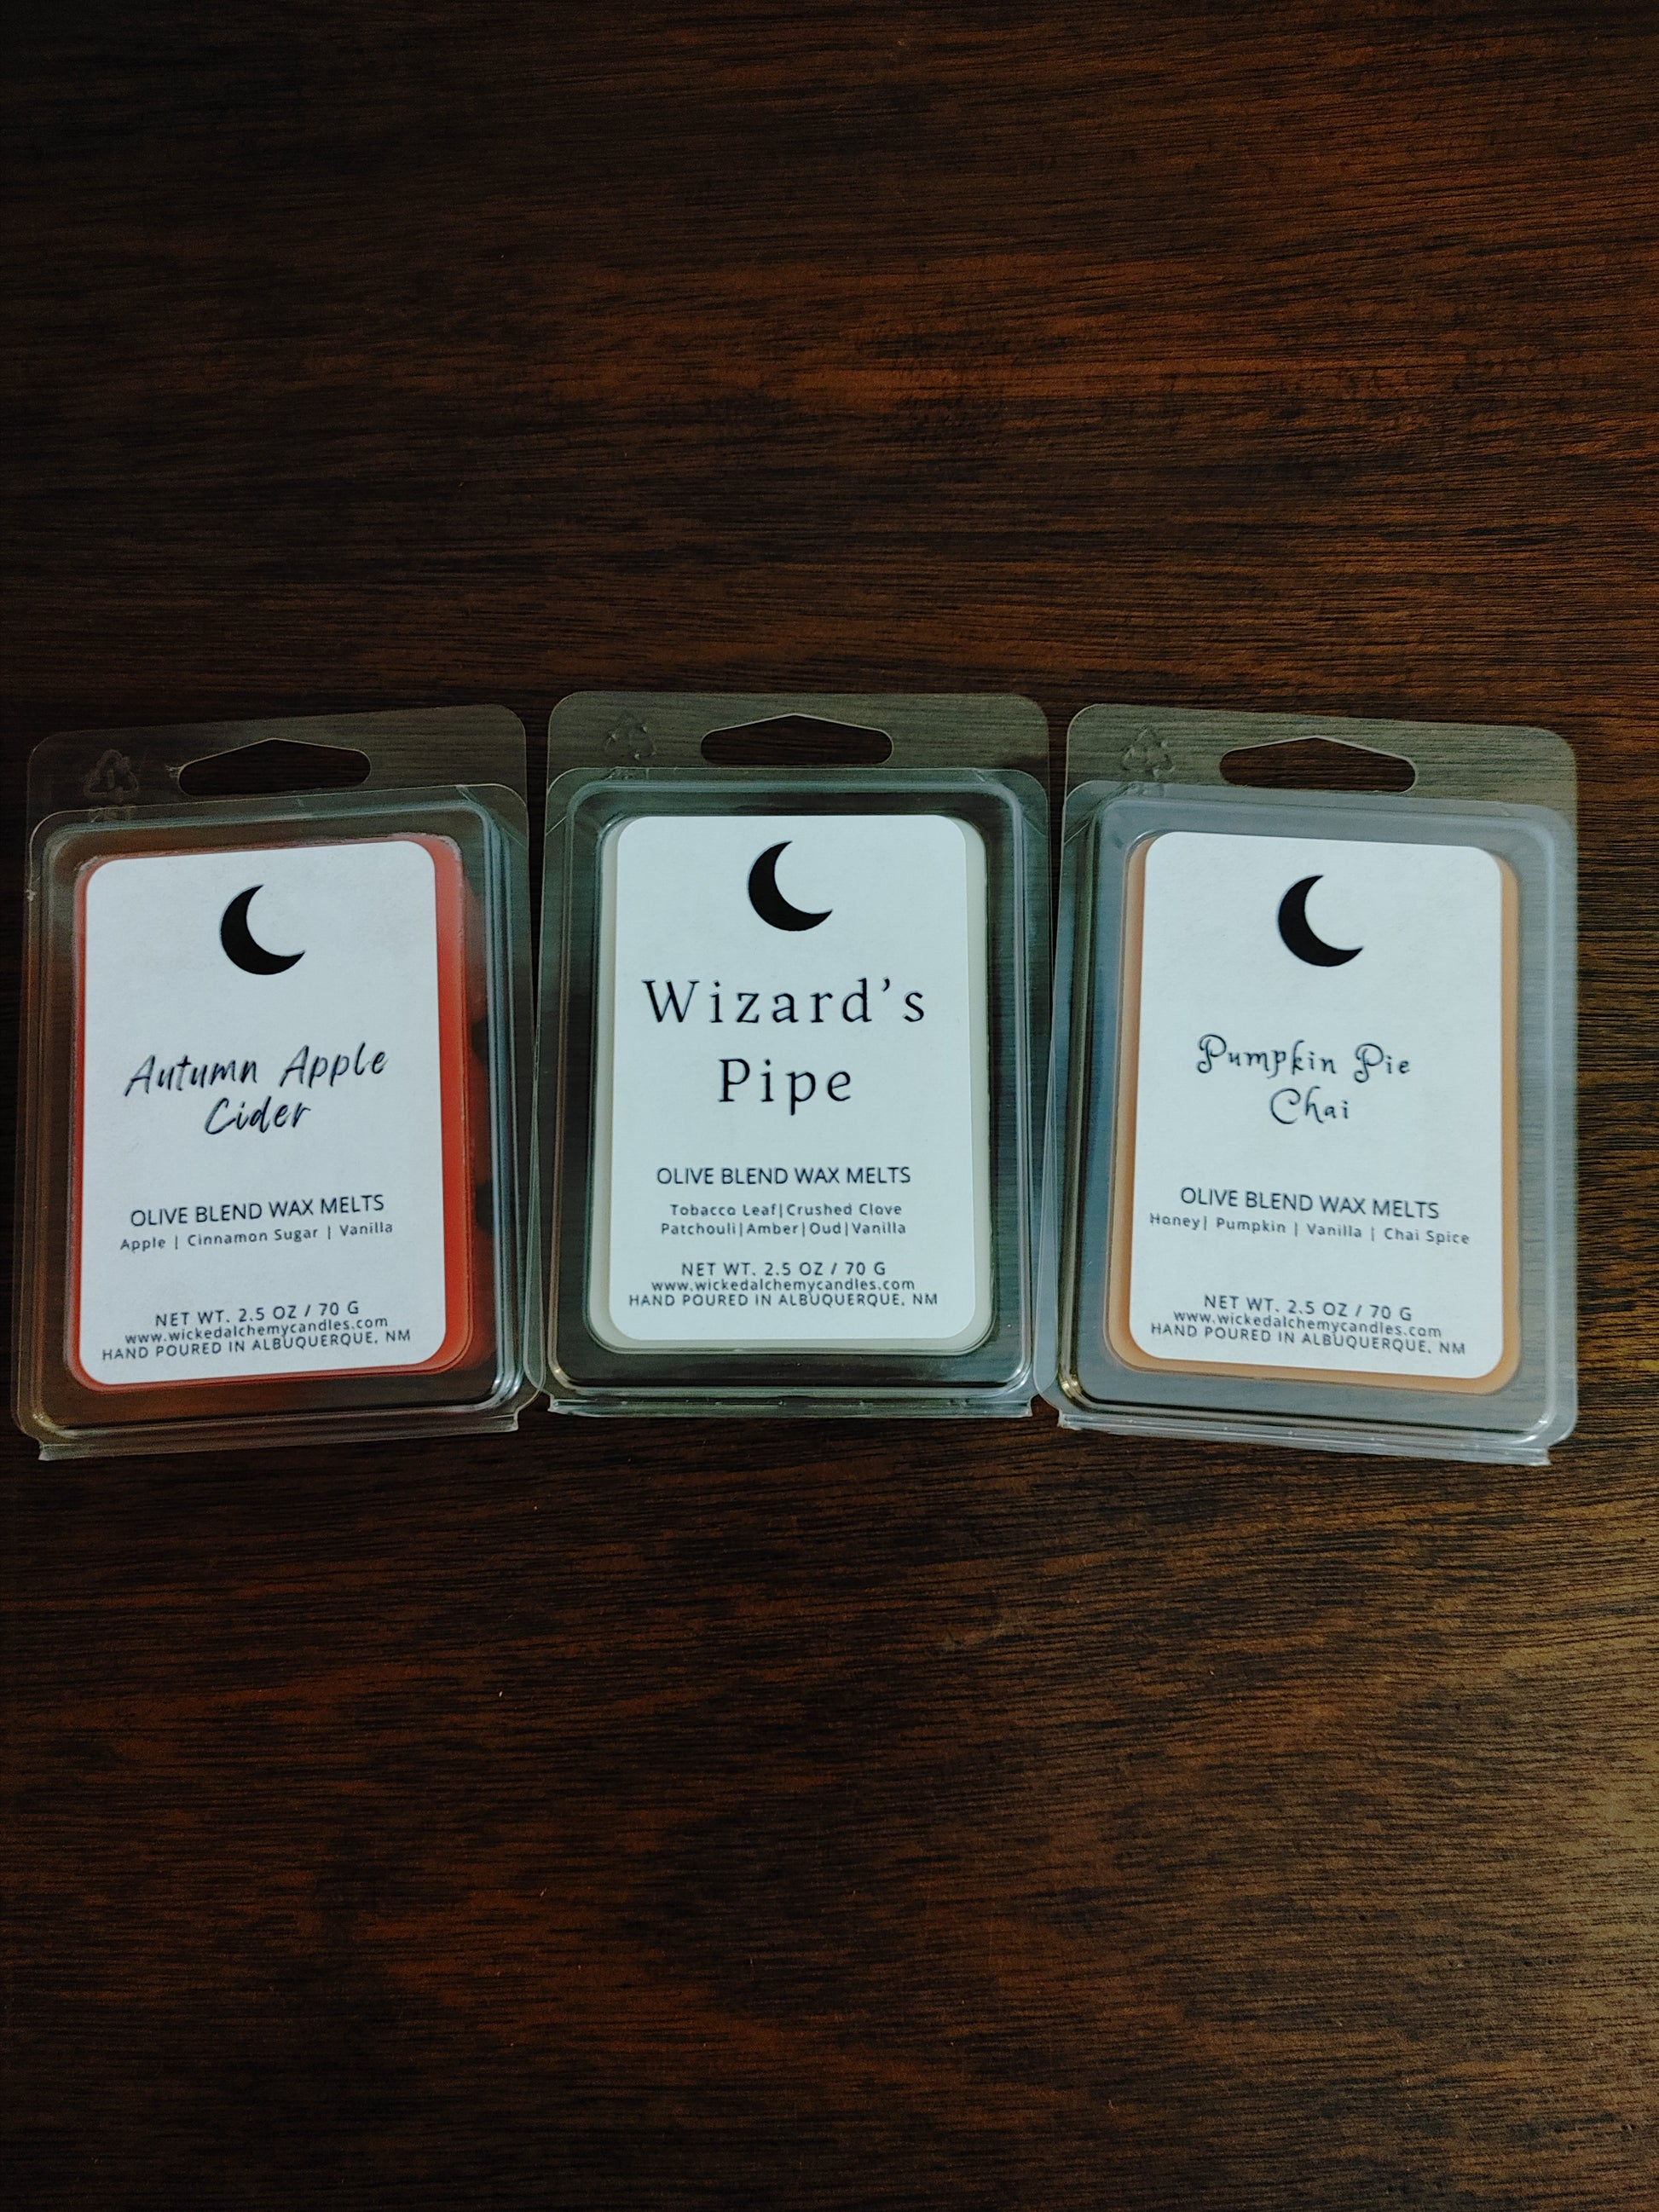 Autumn Apple
Cider
OLIVE BLEND WAX MELTS
Apple | Cinnamon Sugar | Vanilla
NET WT. 2.5 OZ / 70 G
www.wickedalchemycandles.com
HAND POURED IN ALBUQUERQUE, NM
Wizard's
Pipe
OLIVE BLEND WAX MELTS
Tobacco Leaf|Crushed Clove
Patchouli|Amber|Oud|Vanilla
NET WT. 2.5 OZ / 70 G
www.wickedalchemycandles.com
HAND POURED IN ALBUQUERQUE, NM
Pumpkin Pie
Chai
OLIVE BLEND WAX MELTS
Honey| Pumpkin | Vanilla | Chai Spice
NET WT. 2.5 OZ / 70 G
www.wickedalchemycandles.com
HAND POURED IN ALBUQUERQUE, NM